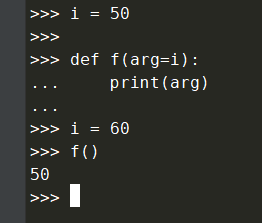 >>> i = 50
>>>
>>> def f(arg=i):
...     print(arg)
...
>>> i = 60
>>> f()
50
>>>